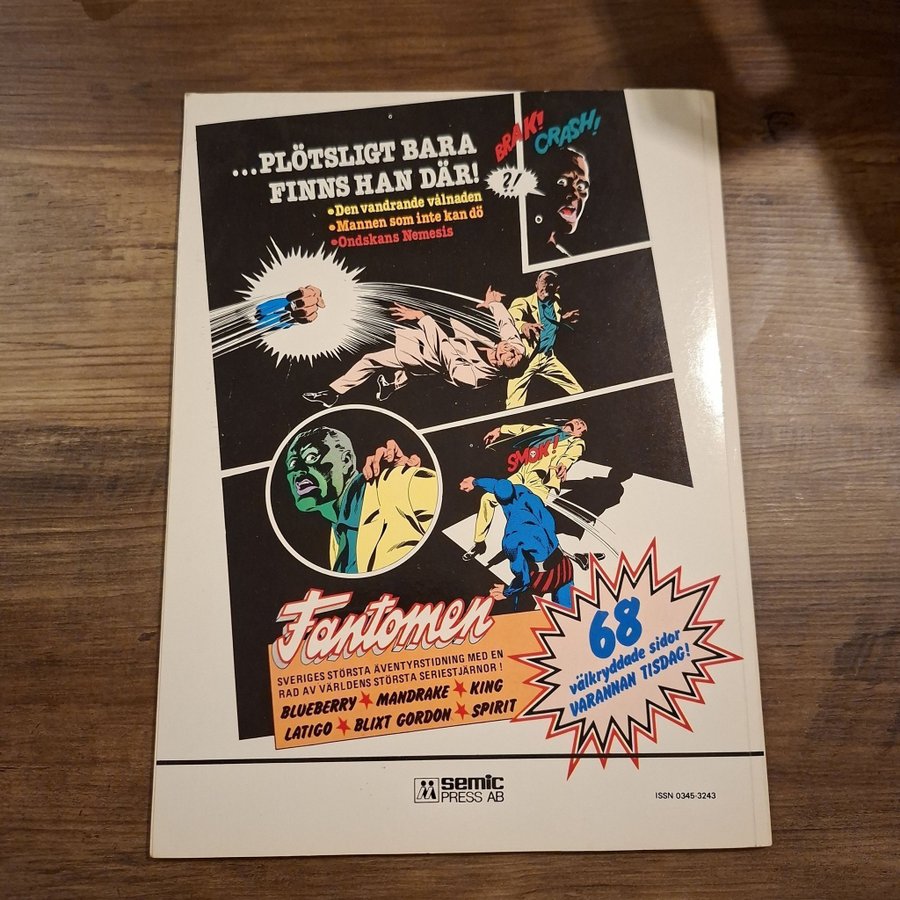 ...PLÖTSLIGT BARA
FINNS HAN DÄR!
•Den vandrande vålnaden
•Mannen som inte kan dö
•Ondskans Nemesis
BRAK!
CRASH!
?!
SMOK!
Fantomen
SVERIGES STÖRSTA ÄVENTYRSTIDNING MED EN
RAD AV VÄRLDENS STÖRSTA SERIESTJÄRNOR!
BLUEBERRY ★ MANDRAKE ★ KING
LATIGO ★ BLIXT GORDON ★ SPIRIT
68
välkryddade sidor
VARANNAN TISDAG!
semic
PRESS AB
ISSN 0345-3243